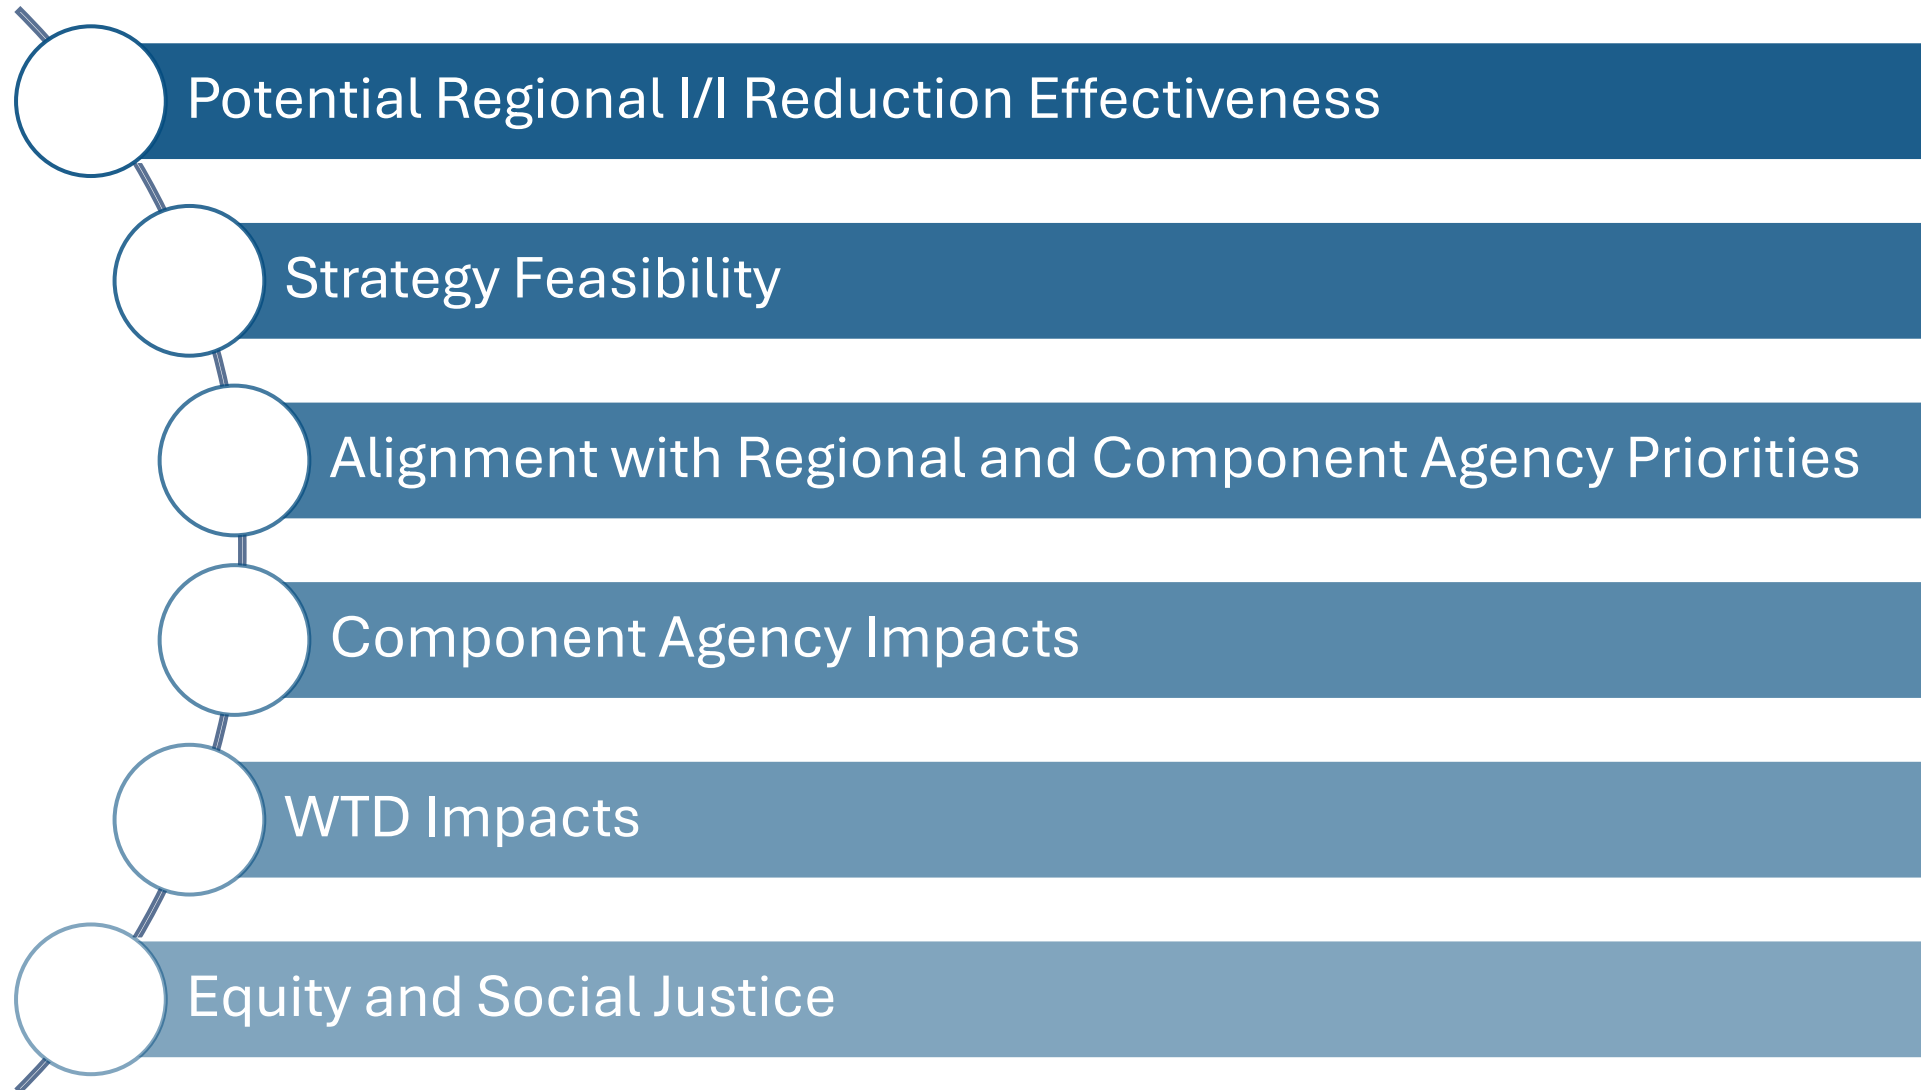 Potential Regional I/I Reduction Effectiveness
Strategy Feasibility
Alignment with Regional and Component Agency Priorities
Component Agency Impacts
WTD Impacts
Equity and Social Justice